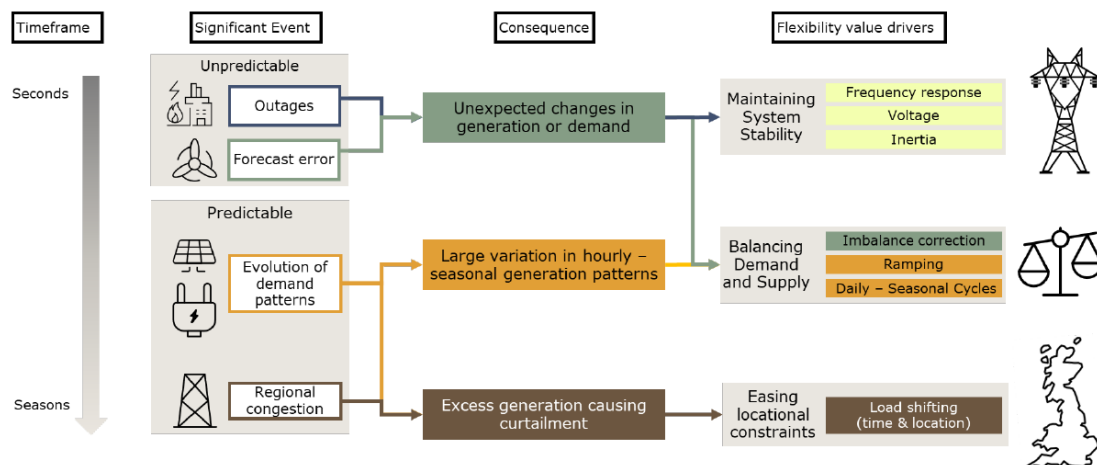 Timeframe
Significant Event
Consequence
Flexibility value drivers
Seconds
Seasons
Unpredictable
Outages
Forecast error
Predictable
Evolution of
demand
patterns
Regional
congestion
Unexpected changes in
generation or demand
Large variation in hourly –
seasonal generation patterns
Excess generation causing
curtailment
Maintaining
System
Stability
Frequency response
Voltage
Inertia
Balancing
Demand
and Supply
Imbalance correction
Ramping
Daily – Seasonal Cycles
Easing
locational
constraints
Load shifting
(time & location)